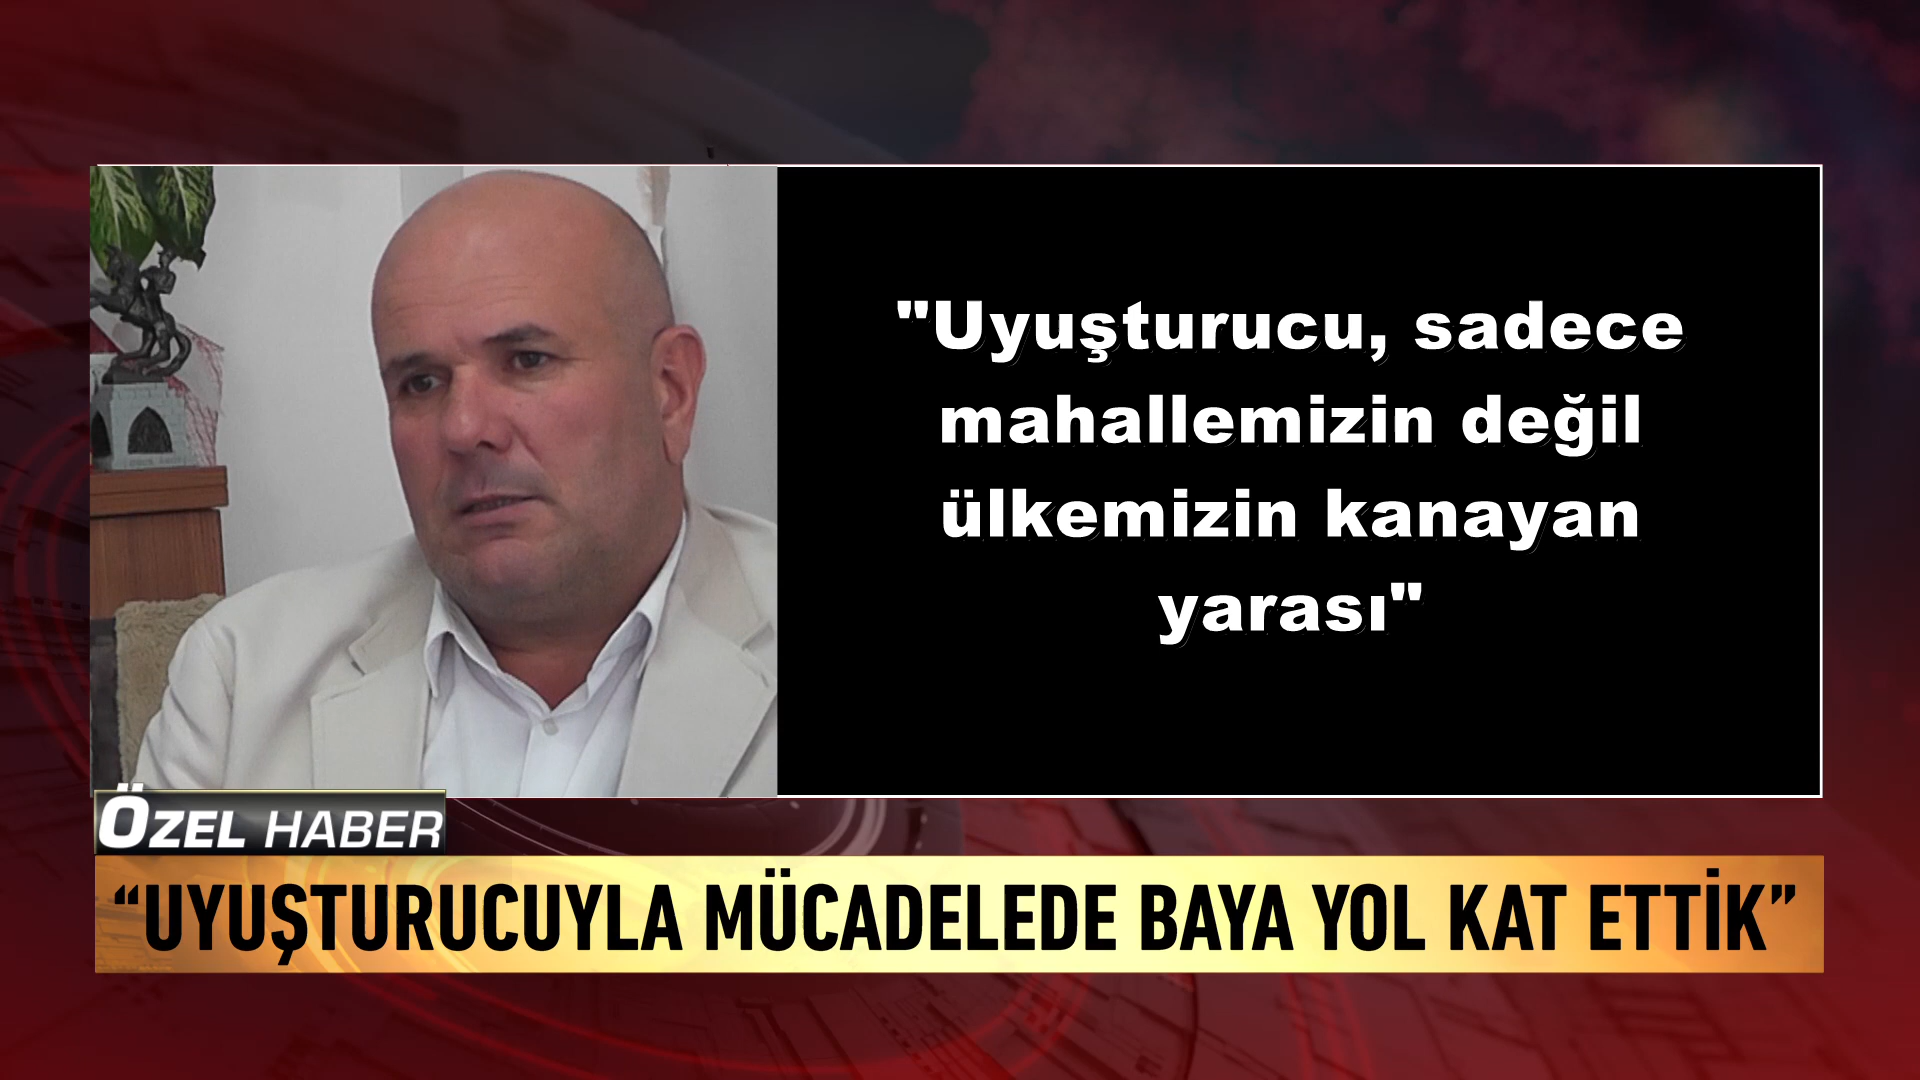 "Uyuşturucu, sadece
mahallemizin değil
ülkemizin kanayan
yarası"
ÖZEL HABER
“UYUŞTURUCUYLA MÜCADELEDE BAYA YOL KAT ETTİK”